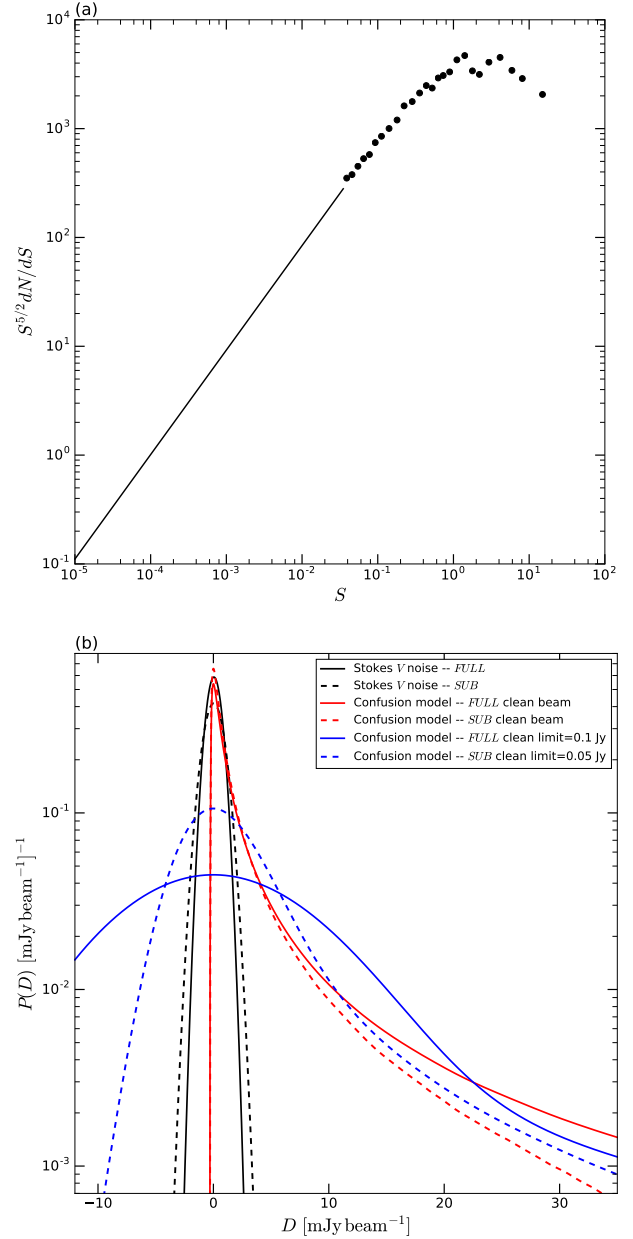 (a)
10^4
10^3
10^2
10^1
10^0
10^-1
S^{5/2}dN/dS
10^-5 10^-4 10^-3 10^-2 10^-1 10^0 10^1 10^2
S
(b)
Stokes V noise -- FULL
Stokes V noise -- SUB
Confusion model -- FULL clean beam
Confusion model -- SUB clean beam
Confusion model -- FULL clean limit=0.1 Jy
Confusion model -- SUB clean limit=0.05 Jy
10^-1
10^-2
10^-3
P(D) [mJy beam^{-1}]^{-1}
−10 0 10 20 30
D [mJy beam^{-1}]